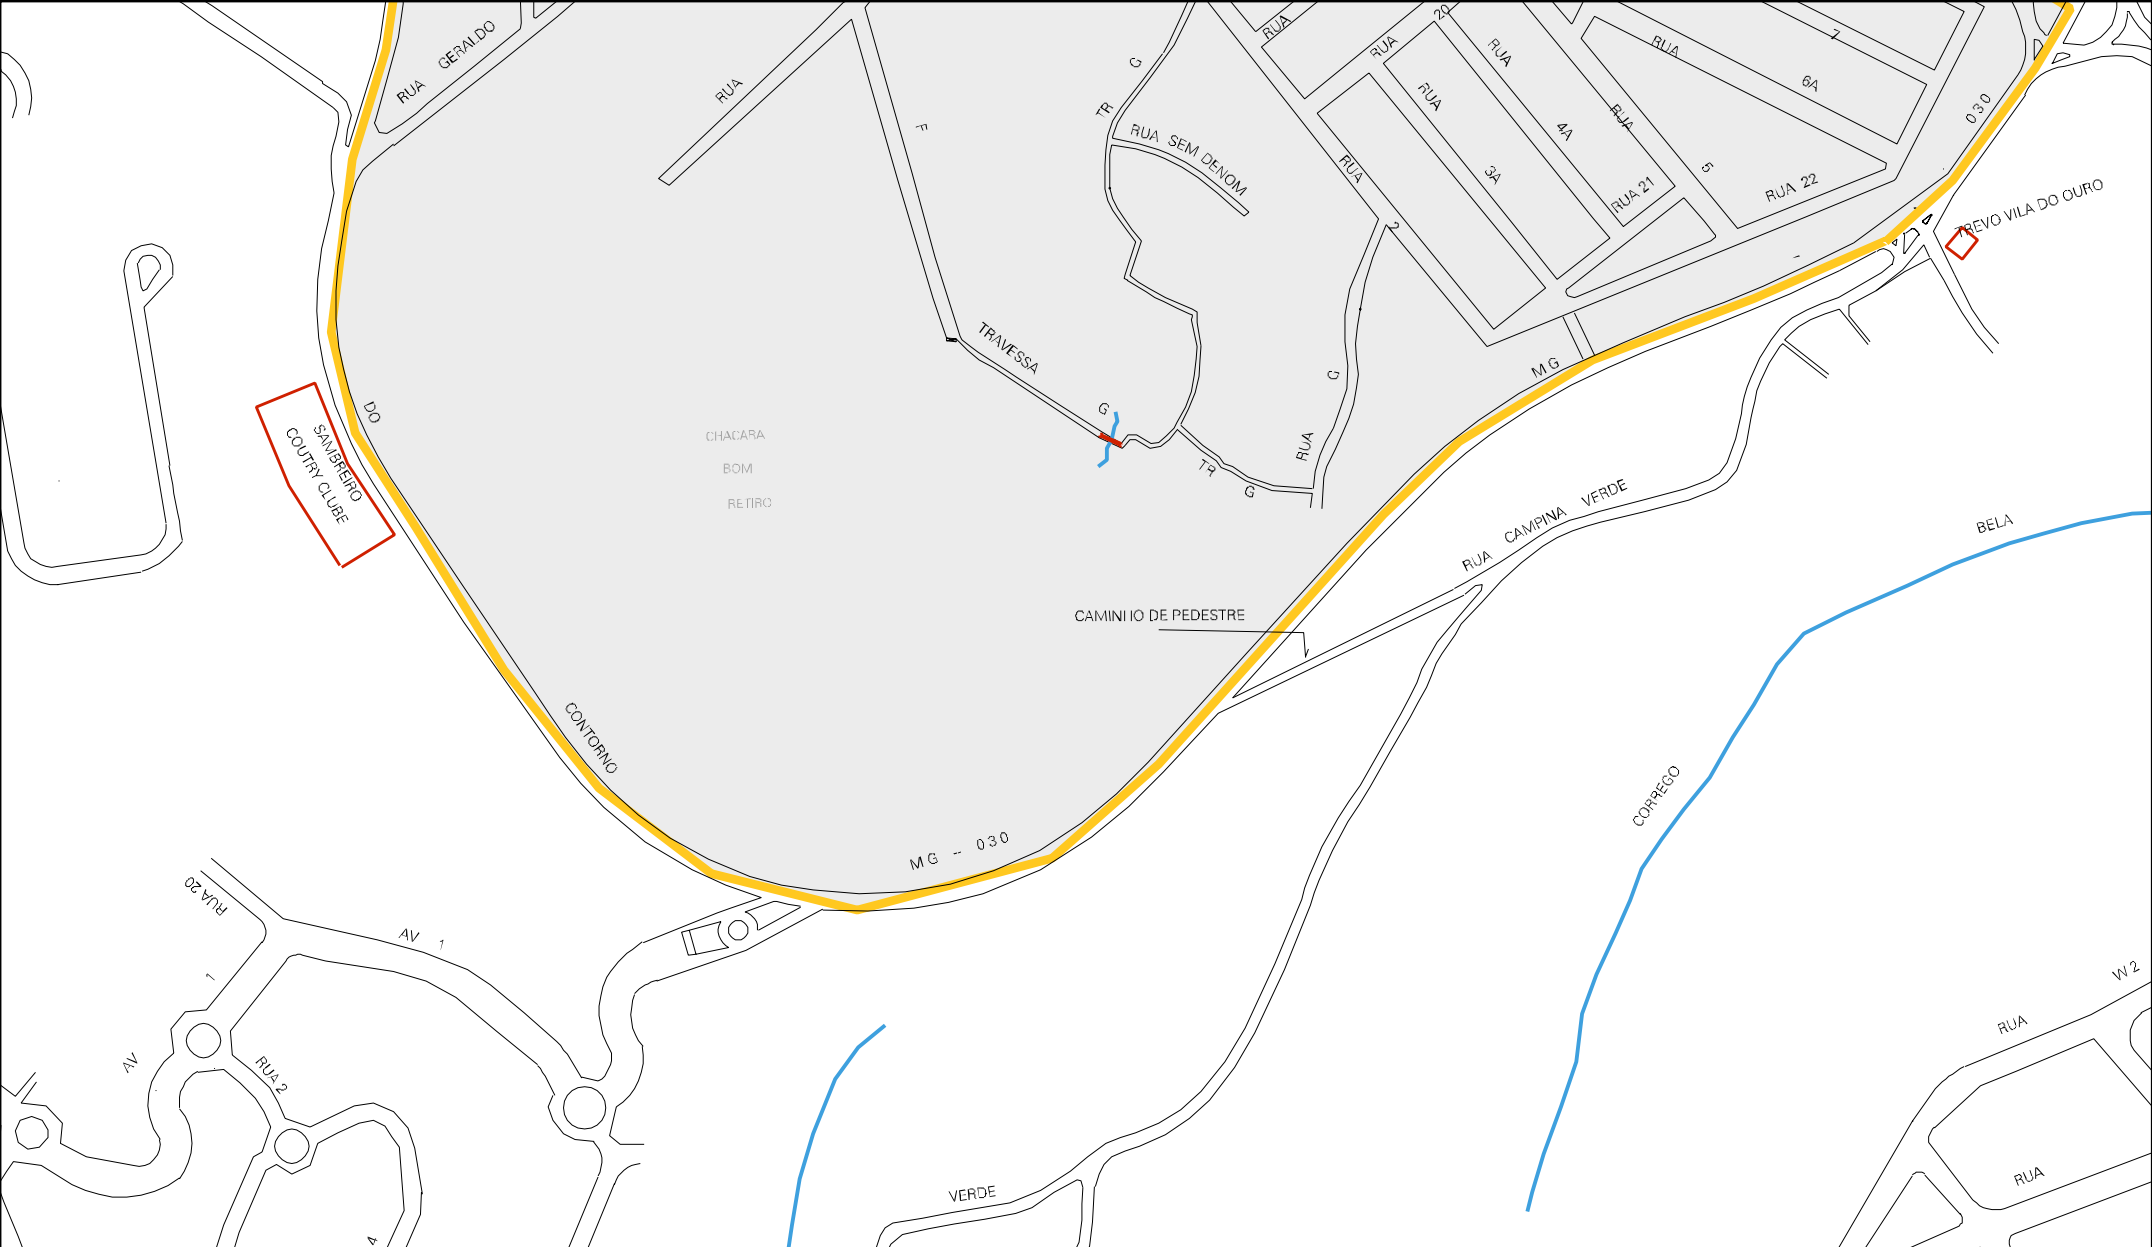 RUA GERALDO
RUA
F
G
TR
RUA SEM DENOM
RUA
RUA
20
RUA
RUA
RUA
RUA
7
6A
4A
3A
RUA
2
5
RUA 21
RUA 22
030
TREVO VILA DO OURO
-
MG
TRAVESSA
G
TR
G
RUA
G
DO
SAMBREIRO
COUTRY CLUBE
CHACARA
BOM
RETIRO
RUA CAMPINA VERDE
BELA
CAMINHO DE PEDESTRE
CONTORNO
CORREGO
MG - 030
RUA 20
AV 1
1
AV
RUA 2
4
VERDE
RUA
W2
RUA